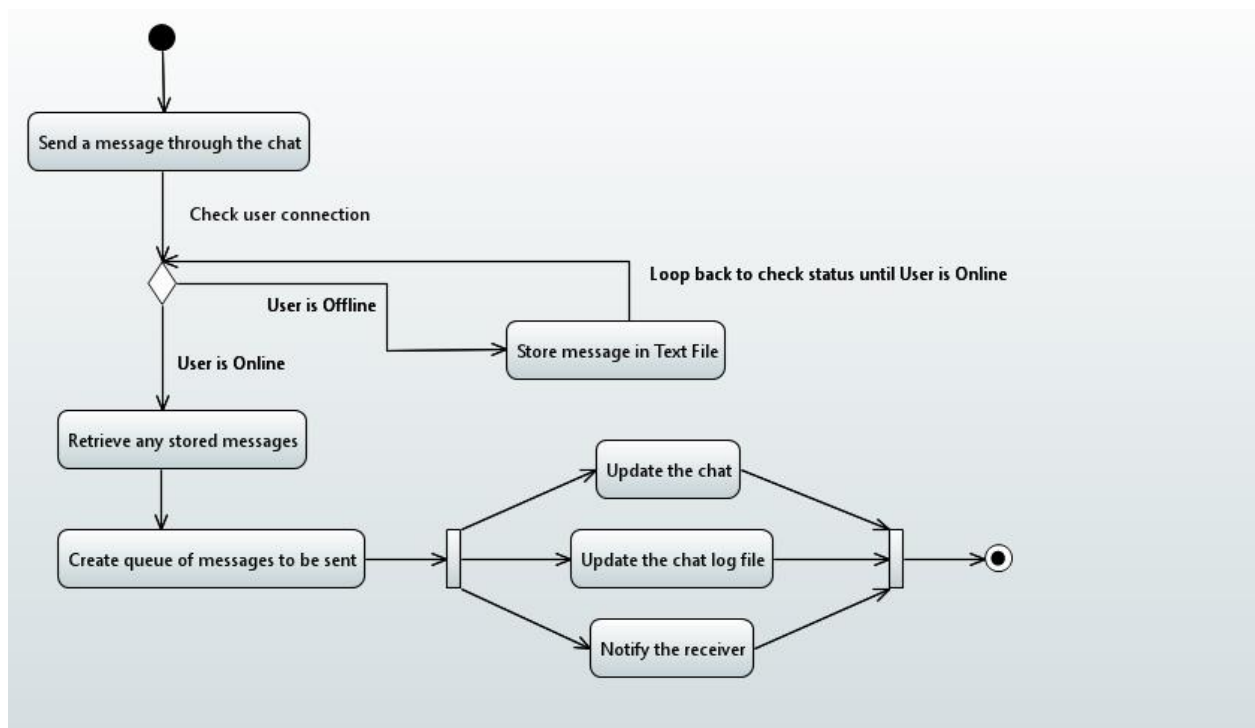 Send a message through the chat
Check user connection
Loop back to check status until User is Online
User is Offline
Store message in Text File
User is Online
Retrieve any stored messages
Update the chat
Create queue of messages to be sent
Update the chat log file
Notify the receiver